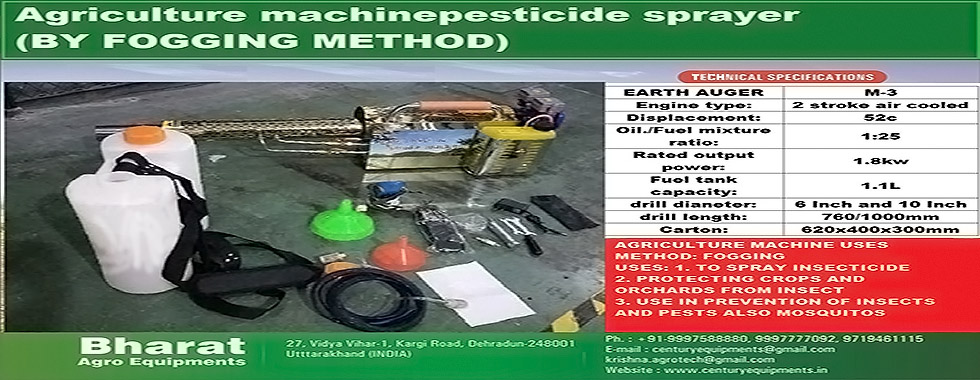 Agriculture machinepesticide sprayer
(BY FOGGING METHOD)
TECHNICAL SPECIFICATIONS
EARTH AUGER M-3
Engine type: 2 stroke air cooled
Displacement: 52c
Oil./Fuel mixture
ratio: 1:25
Rated output
power: 1.8kw
Fuel tank
capacity: 1.1L
drill dianeter: 6 Inch and 10 Inch
drill length: 760/1000mm
Carton: 620x400x300mm
AGRICULTURE MACHINE USES
METHOD: FOGGING
USES: 1. TO SPRAY INSECTICIDE
2. PROTECTING CROPS AND
ORCHARDS FROM INSECT
3. USE IN PREVENTION OF INSECTS
AND PESTS ALSO MOSQUITOS
Bharat
Agro Equipments
27, Vidya Vihar-1, Kargi Road, Dehradun-248001
Utttarakhand (INDIA)
Ph. : +91-9997588880, 9997777092, 9719461115
E-mail : centuryequipments@gmail.com
krishna.agrotech@gmail.com
Website : www.centuryequipments.in